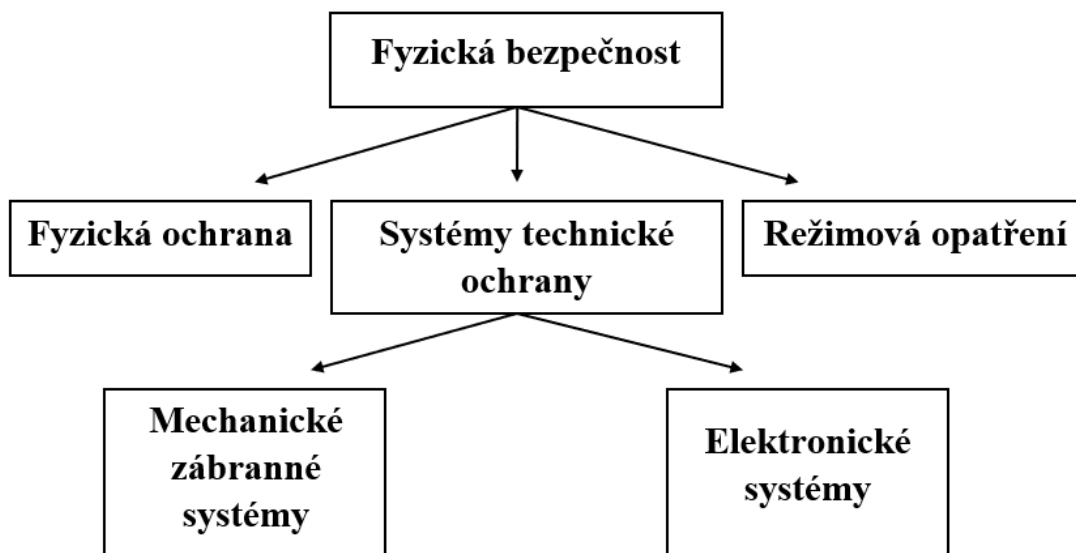 Fyzická bezpečnost
Fyzická ochrana
Systémy technické
ochrany
Režimová opatření
Mechanické
zábranné
systémy
Elektronické
systémy